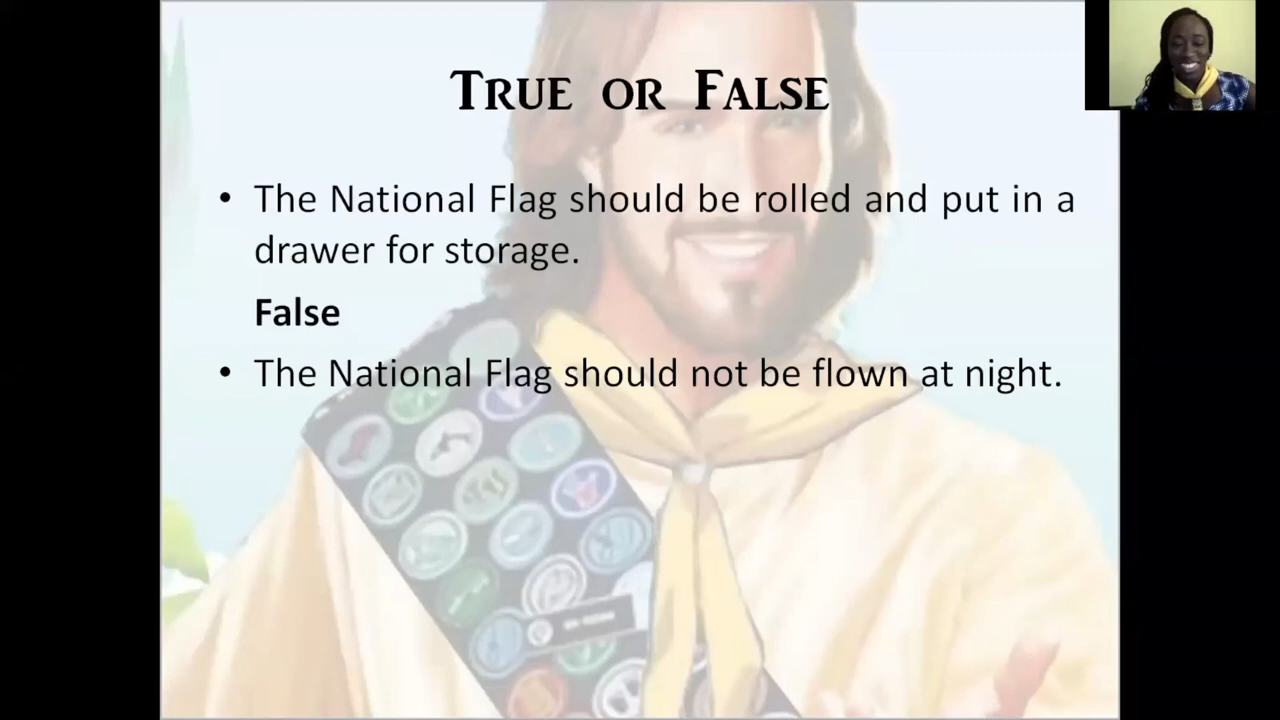 True or False
• The National Flag should be rolled and put in a
drawer for storage.
False
• The National Flag should not be flown at night.